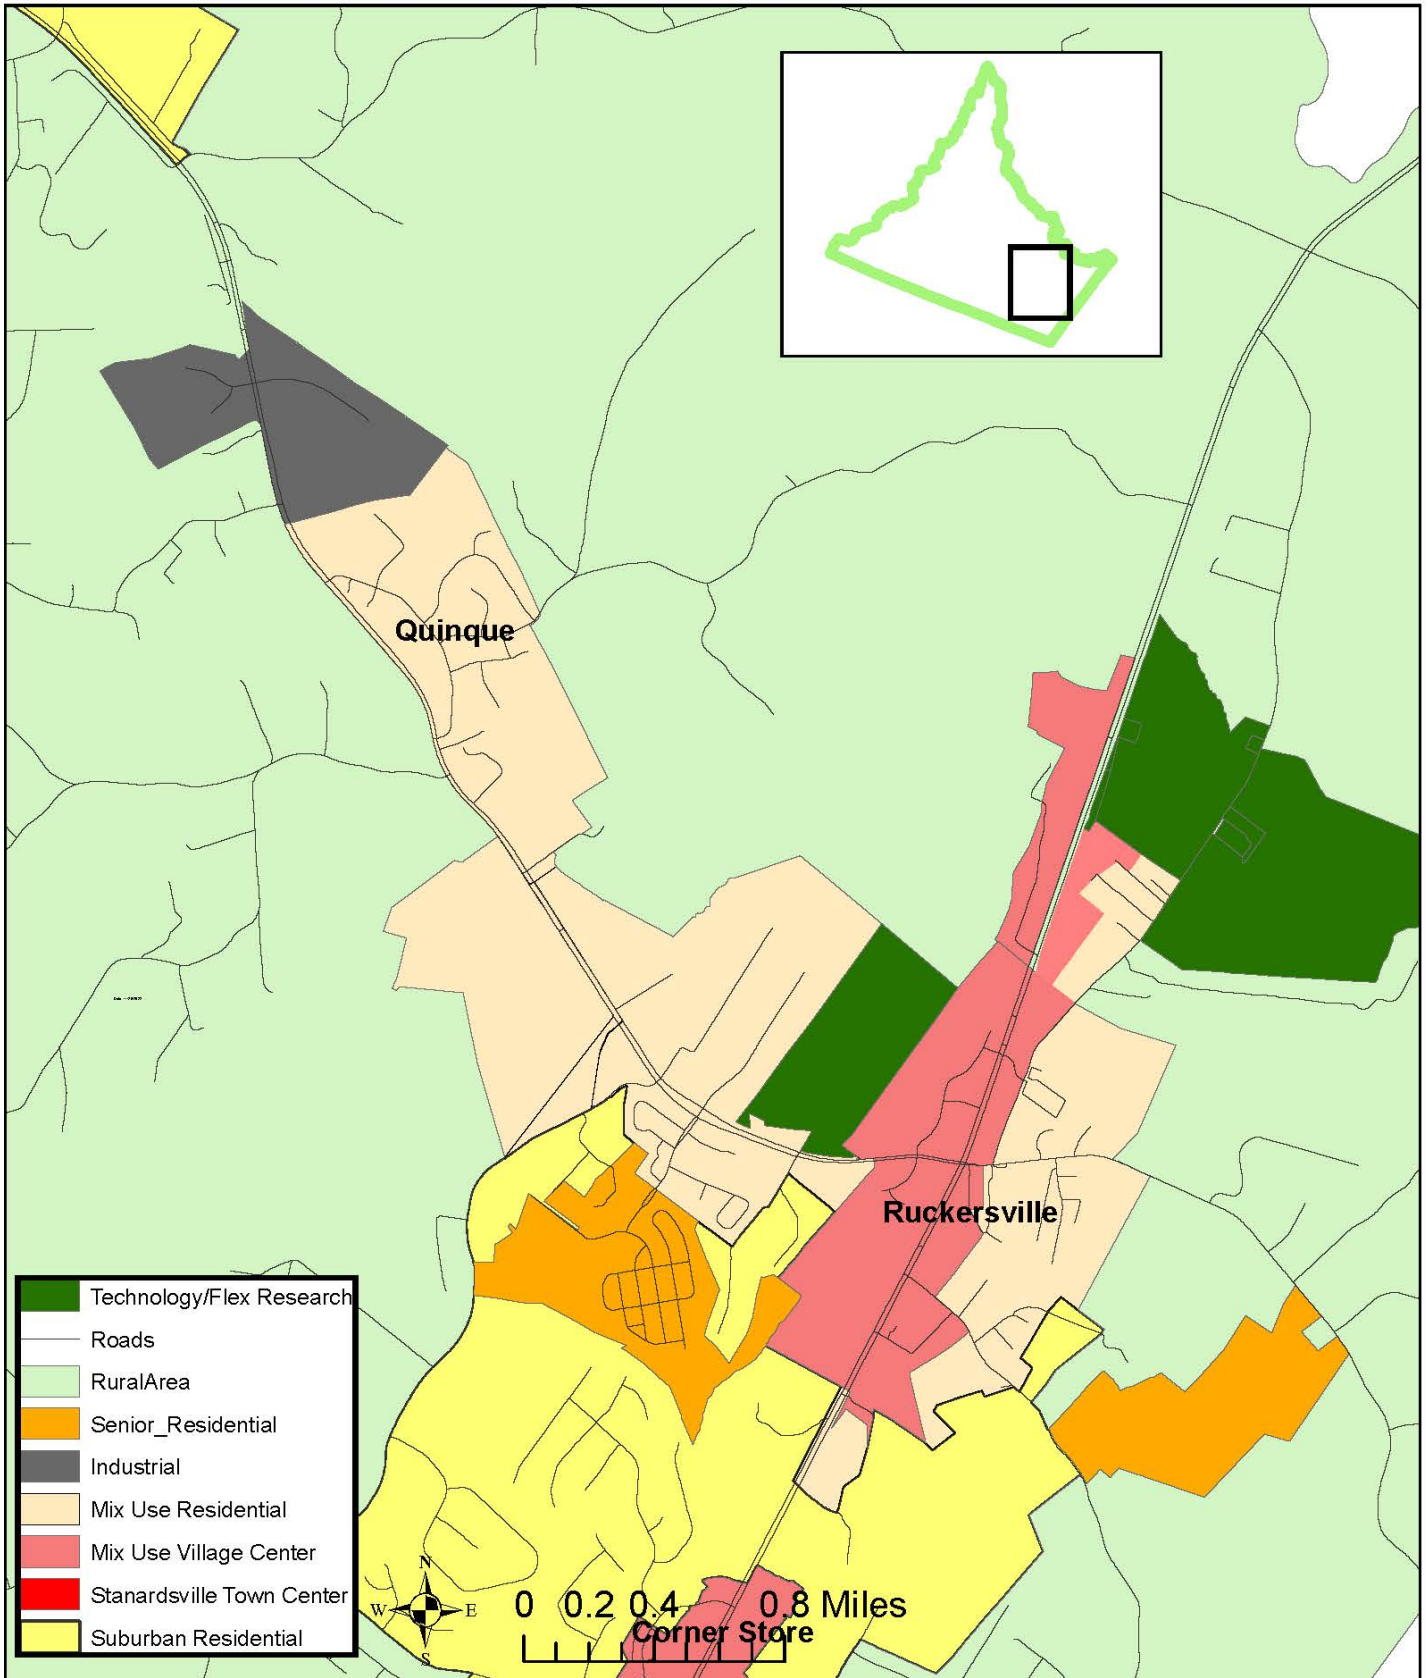 Quinque
Ruckersville
Technology/Flex Research
Roads
RuralArea
Senior_Residential
Industrial
Mix Use Residential
Mix Use Village Center
Stanardsville Town Center
Suburban Residential
N
W E
S
0 0.2 0.4 0.8 Miles
Corner Store